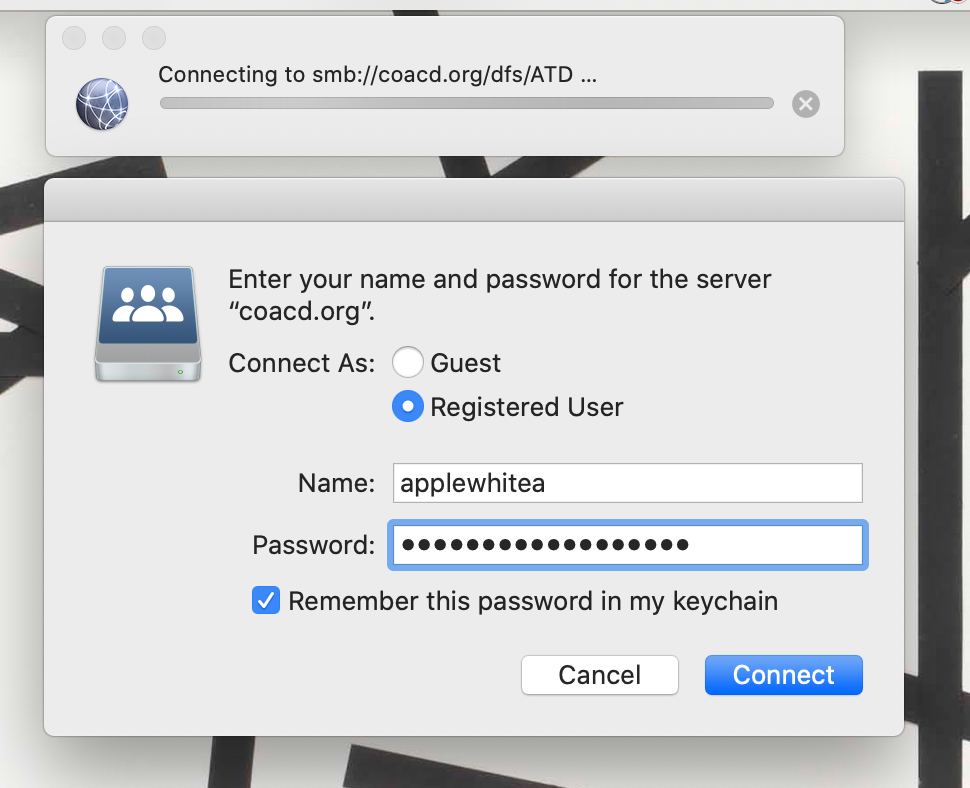 Connecting to smb://coacd.org/dfs/ATD ...
Enter your name and password for the server
“coacd.org”.
Connect As: Guest
Registered User
Name: applewhitea
Password: ••••••••••••••••••
Remember this password in my keychain
Cancel Connect